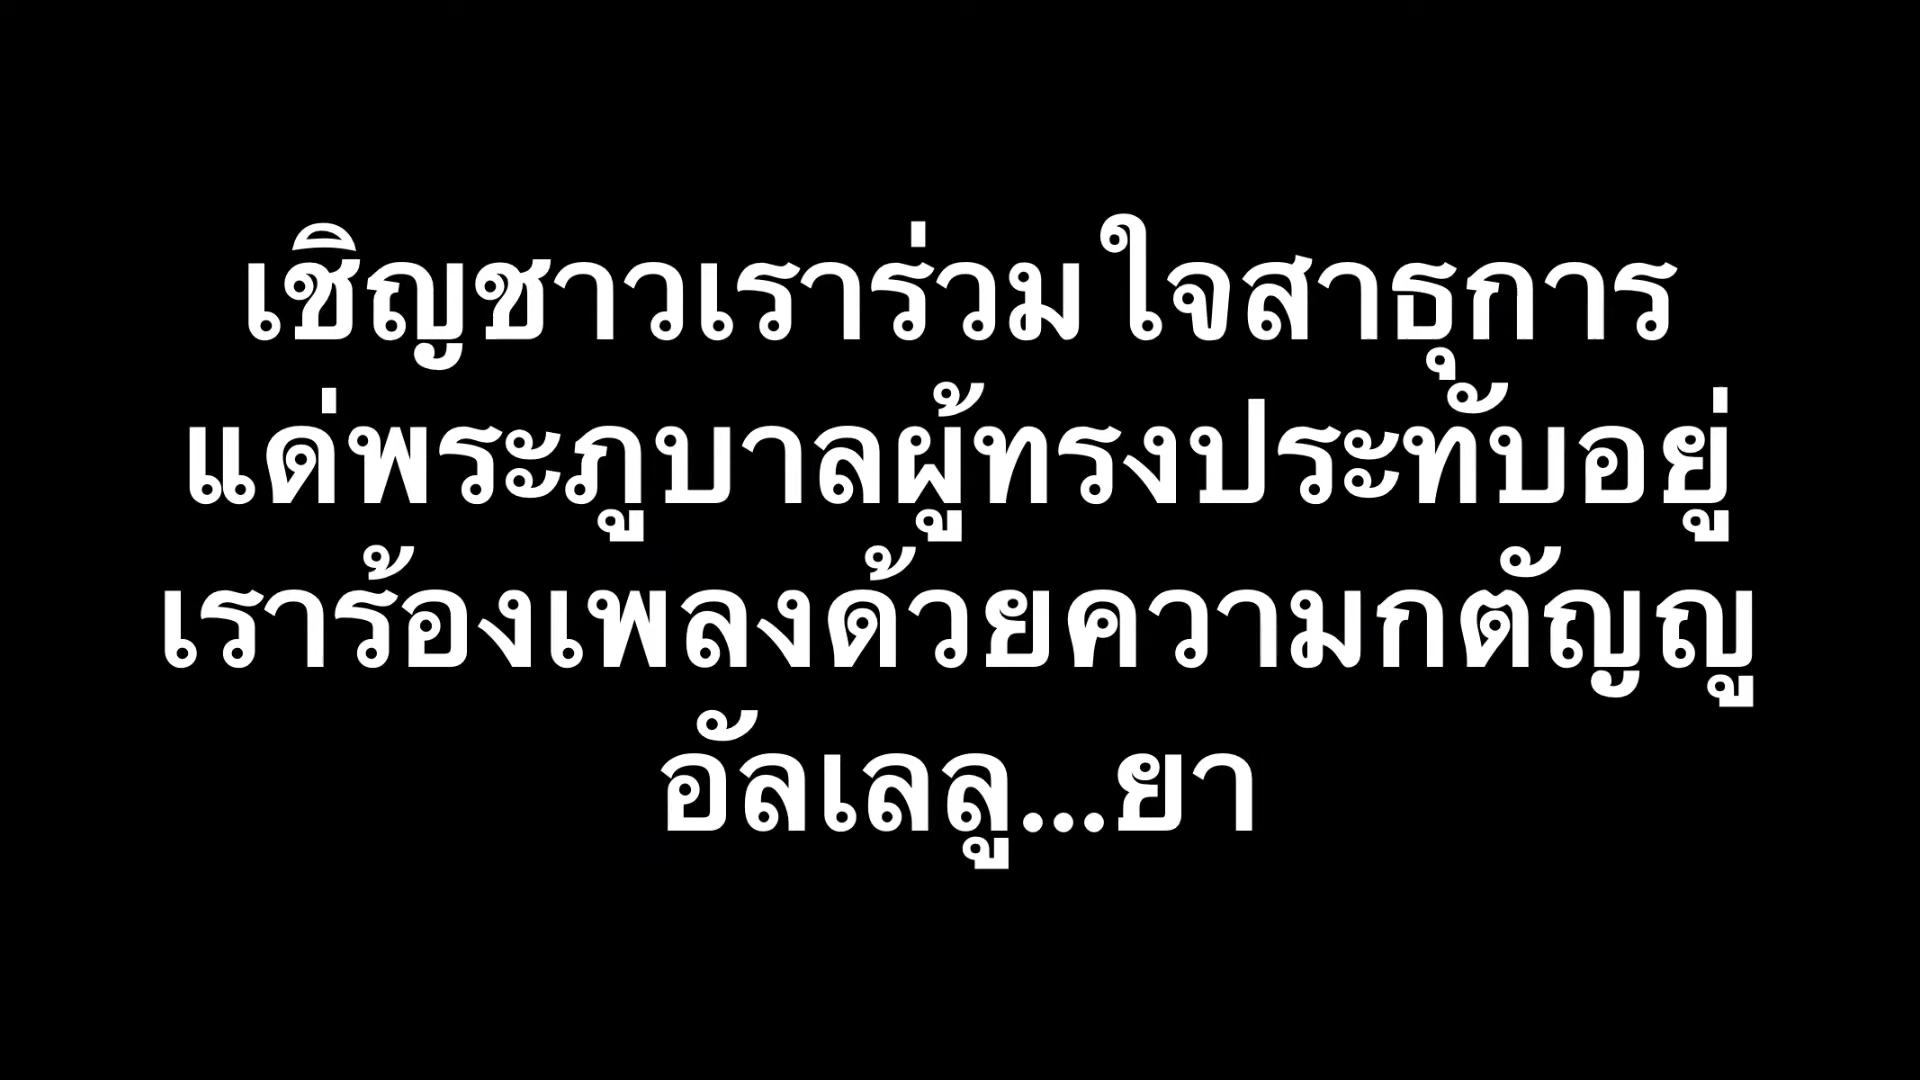 เชิญชาวเราร่วมใจสาธุการ
แด่พระภูบาลผู้ทรงประทับอยู่
เราร้องเพลงด้วยความกตัญญู
อัลเลลู...ยา